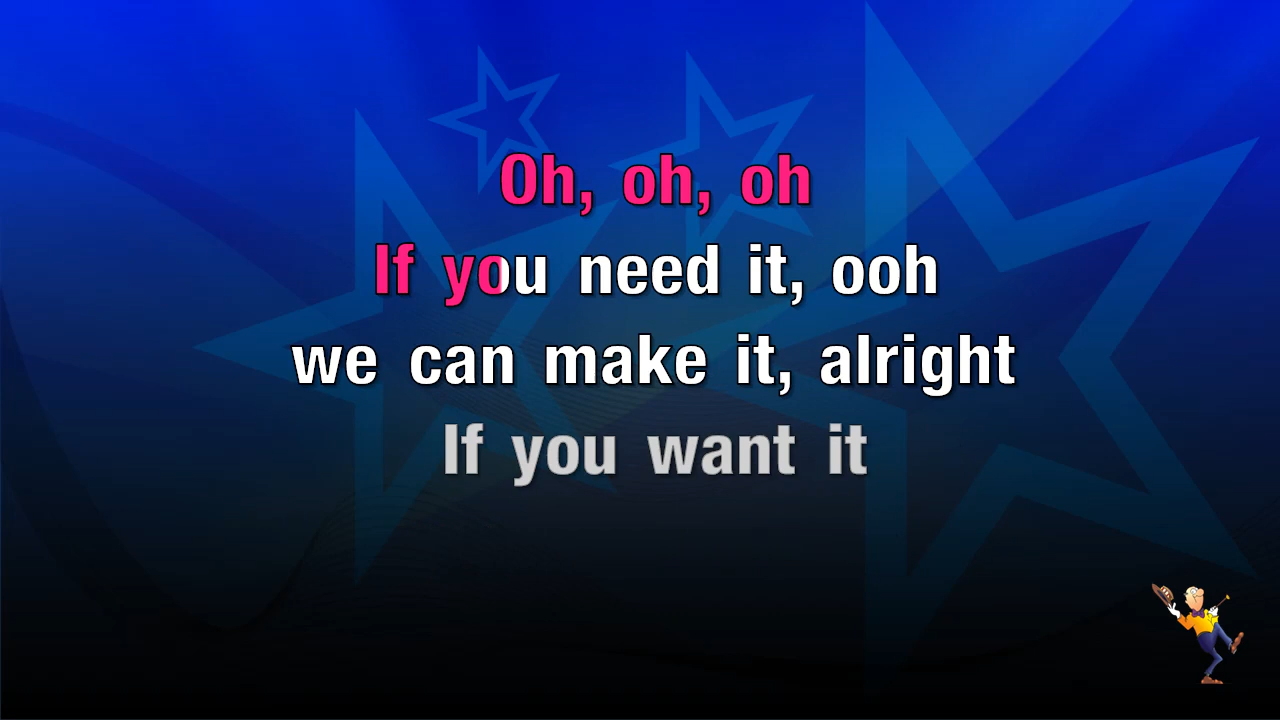 Oh, oh, oh
If you need it, ooh
we can make it, alright
If you want it